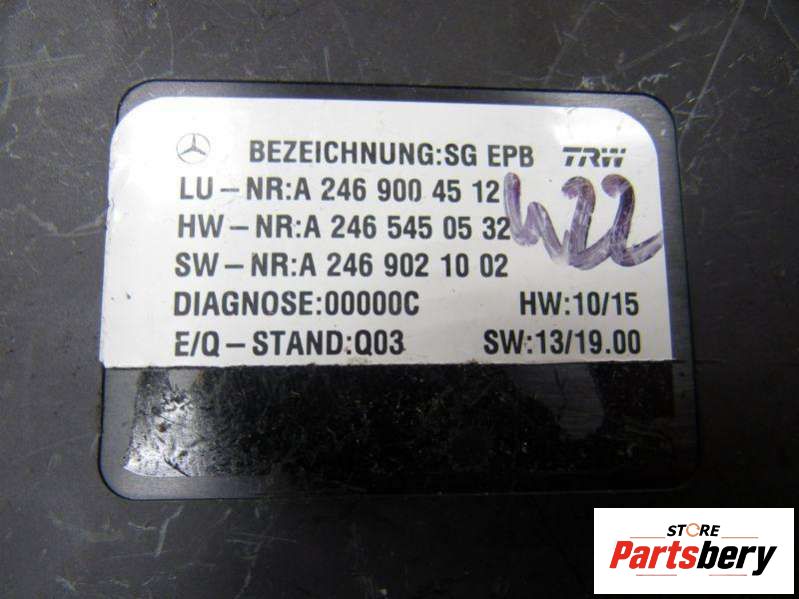 BEZEICHNUNG:SG EPB TRW
LU-NR:A 246 900 45 12
HW-NR:A 246 545 05 32
SW-NR:A 246 902 10 02
422
DIAGNOSE:00000C HW:10/15
E/Q-STAND:Q03 SW:13/19.00
STORE
Partsbery